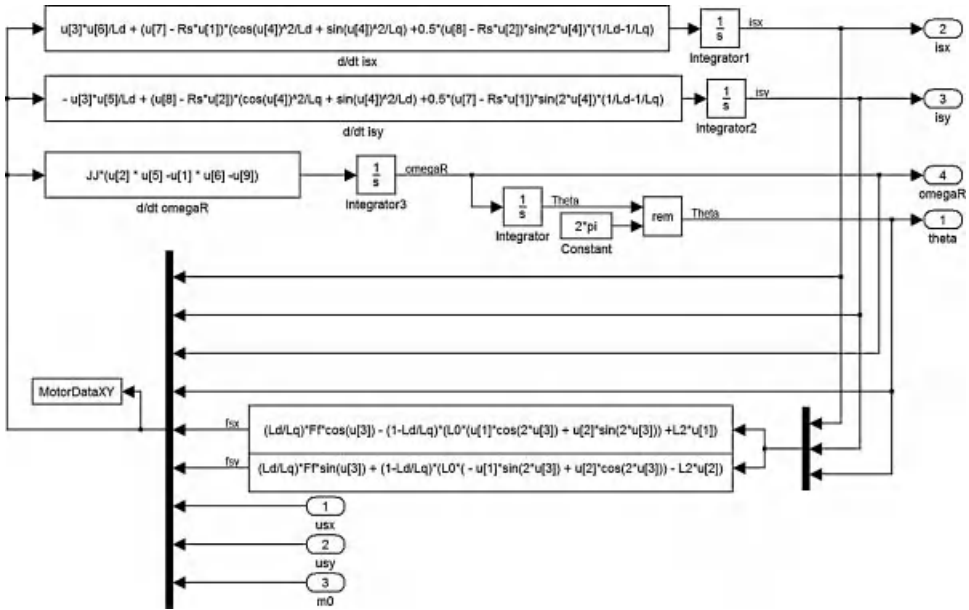 u[3]*u[6]/Ld + (u[7] - Rs*u[1])*(cos(u[4])^2/Ld + sin(u[4])^2/Lq) +0.5*(u[8] - Rs*u[2])*sin(2*u[4])*(1/Ld-1/Lq)
d/dt isx
1
s
Integrator1
isx
2
isx
- u[3]*u[5]/Ld + (u[8] - Rs*u[2])*(cos(u[4])^2/Lq + sin(u[4])^2/Ld) +0.5*(u[7] - Rs*u[1])*sin(2*u[4])*(1/Ld-1/Lq)
d/dt isy
1
s
Integrator2
isy
3
isy
JJ*(u[2] * u[5] -u[1] * u[6] -u[9])
d/dt omegaR
1
s
Integrator3
omegaR
4
omegaR
1
s
Integrator
Theta
2*pi
Constant
rem
Theta
1
theta
MotorDataXY
fsx
(Ld/Lq)*Ff*cos(u[3]) - (1-Ld/Lq)*(L0*(u[1]*cos(2*u[3]) + u[2]*sin(2*u[3])) +L2*u[1])
fsy
(Ld/Lq)*Ff*sin(u[3]) + (1-Ld/Lq)*(L0*( - u[1]*sin(2*u[3]) + u[2]*cos(2*u[3])) - L2*u[2])
1
usx
2
usy
3
m0